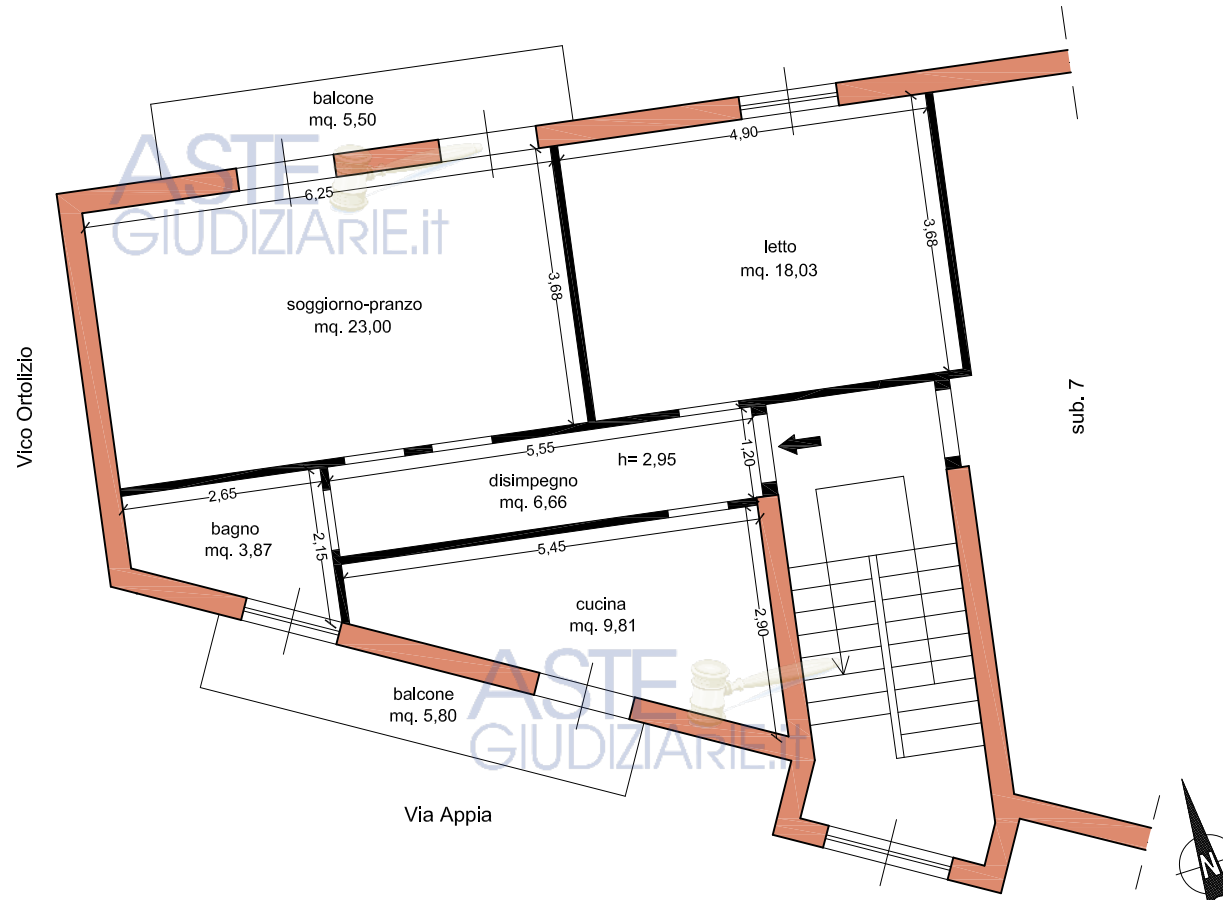 balcone
mq. 5,50
ASTE
GIUDIZIARIE.it
6,25
4,90
3,68
3,68
letto
mq. 18,03
soggiorno-pranzo
mq. 23,00
Vico Ortolizio
sub. 7
5,55
h= 2,95
1,20
disimpegno
mq. 6,66
2,65
bagno
mq. 3,87
2,15
5,45
cucina
mq. 9,81
2,90
balcone
mq. 5,80
ASTE
GIUDIZIARIE.it
Via Appia
N